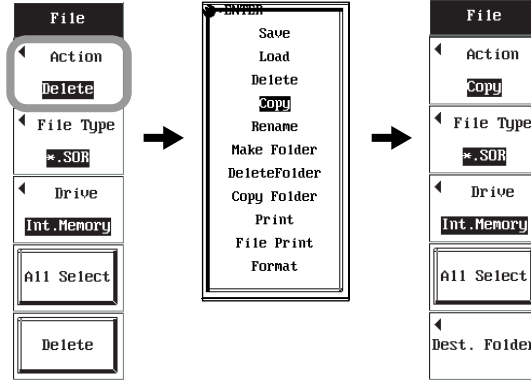 File
Action
Delete
File Type
*.SOR
Drive
Int.Memory
All Select
Delete
:ENTER
Save
Load
Delete
Copy
Rename
Make Folder
DeleteFolder
Copy Folder
Print
File Print
Format
File
Action
Copy
File Type
*.SOR
Drive
Int.Memory
All Select
Dest. Folder